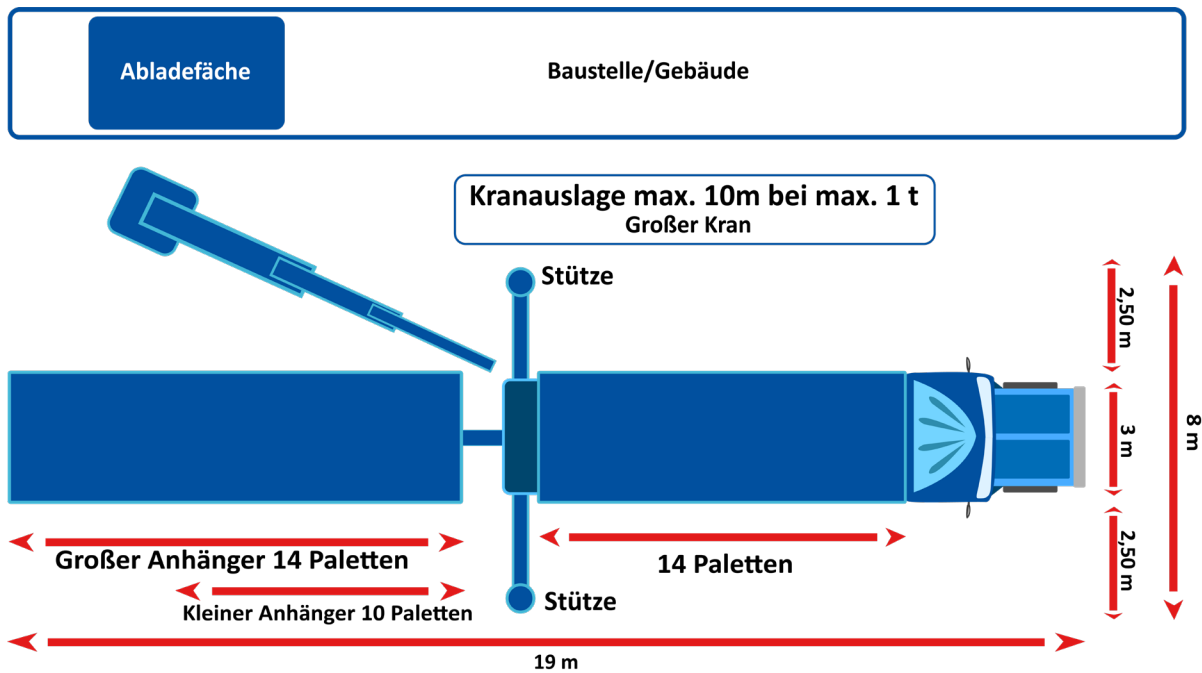 Abladefäche
Baustelle/Gebäude
Kranauslage max. 10m bei max. 1 t
Großer Kran
Stütze
2,50 m
3 m
8 m
2,50 m
Großer Anhänger 14 Paletten
14 Paletten
Kleiner Anhänger 10 Paletten
Stütze
19 m